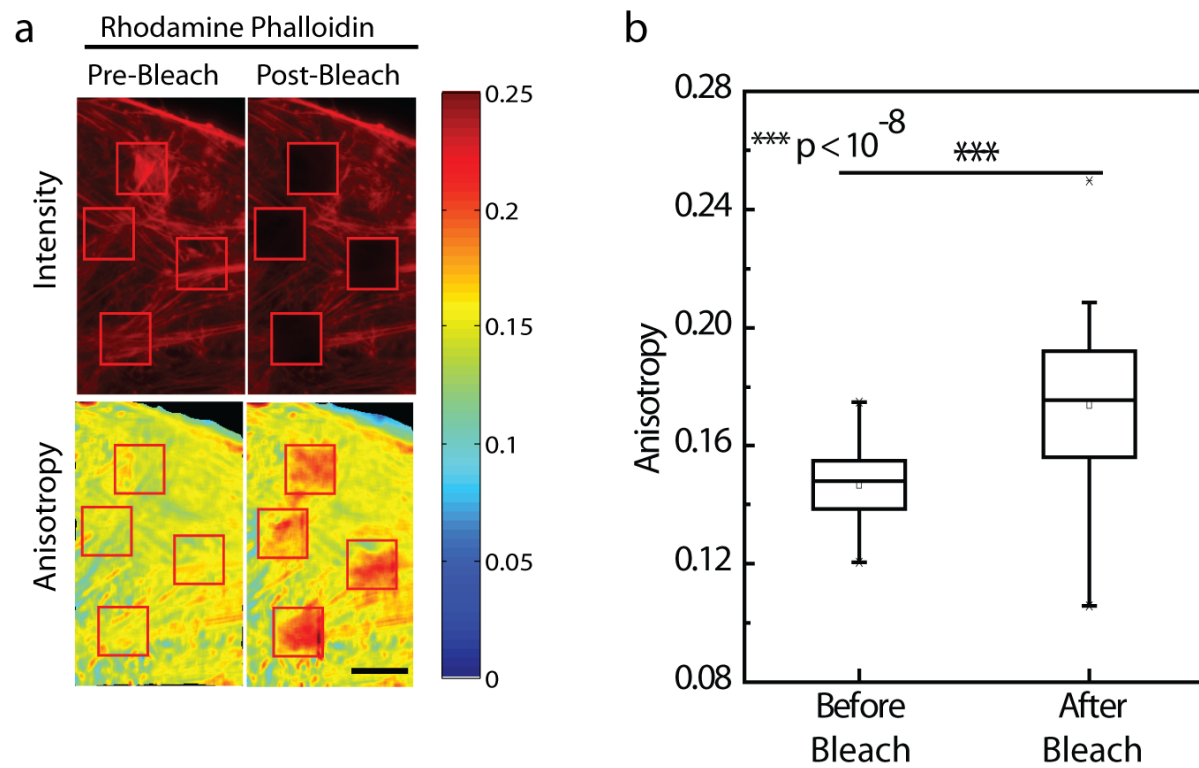 a
Rhodamine Phalloidin
Pre-Bleach Post-Bleach
Intensity
Anisotropy
0.25
0.2
0.15
0.1
0.05
0
b
*** p < 10^-8
***
Anisotropy
0.28
0.24
0.20
0.16
0.12
0.08
Before
Bleach
After
Bleach